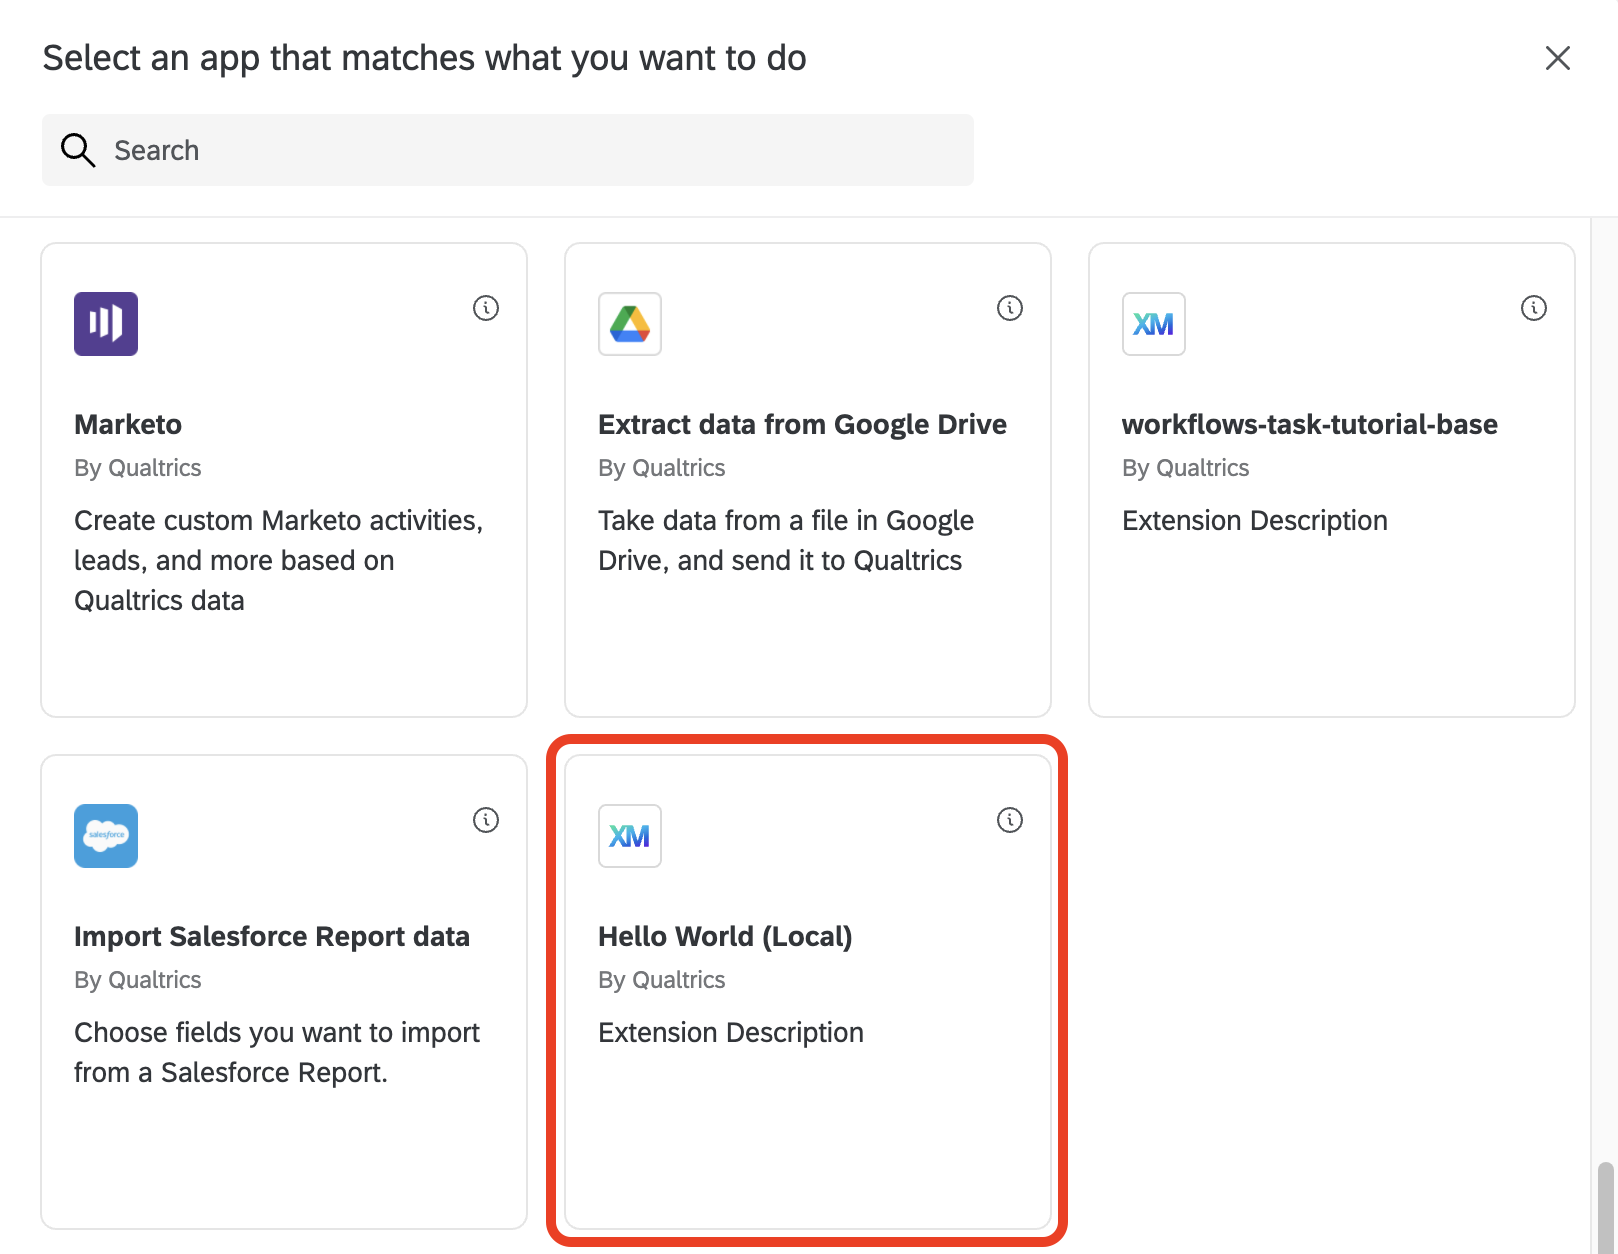 Select an app that matches what you want to do
Search
Marketo
By Qualtrics
Create custom Marketo activities,
leads, and more based on
Qualtrics data
Extract data from Google Drive
By Qualtrics
Take data from a file in Google
Drive, and send it to Qualtrics
XM
workflows-task-tutorial-base
By Qualtrics
Extension Description
salesforce
Import Salesforce Report data
By Qualtrics
Choose fields you want to import
from a Salesforce Report.
XM
Hello World (Local)
By Qualtrics
Extension Description